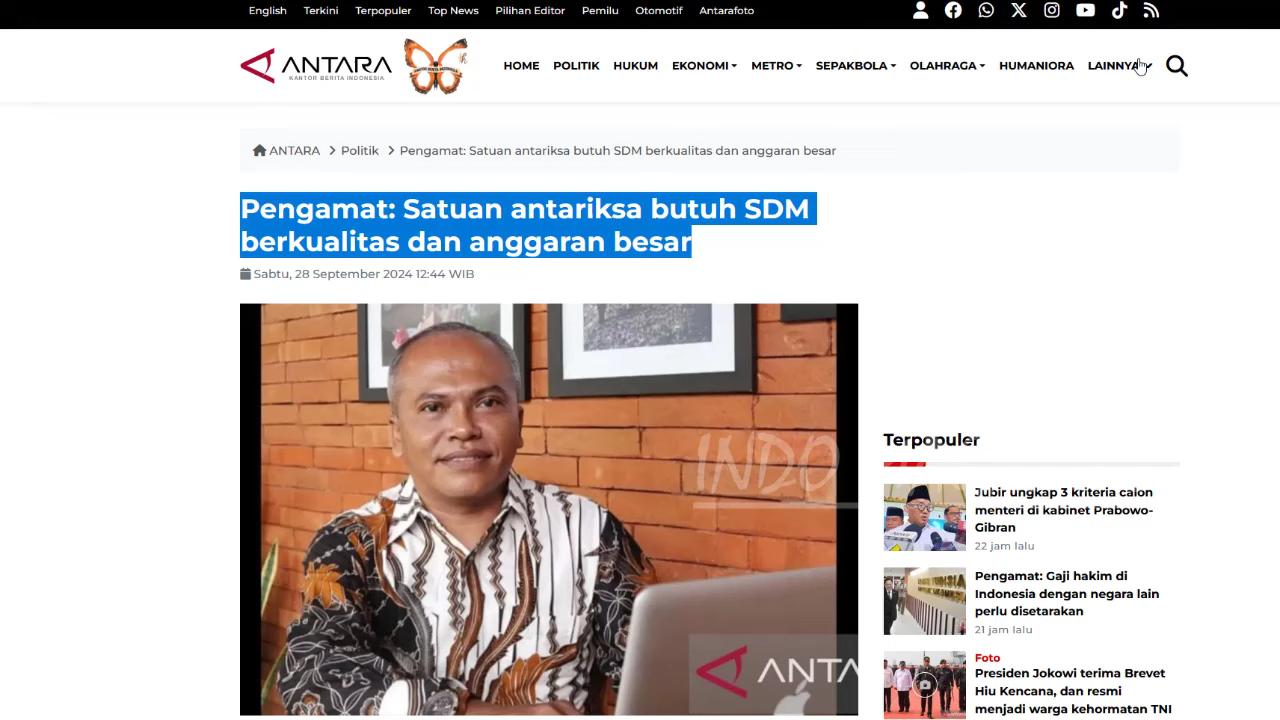 English Terkini Terpopuler Top News Pilihan Editor Pemilu Otomotif Antarafoto
ANTARA
KANTOR BERITA INDONESIA
HOME POLITIK HUKUM EKONOMI METRO SEPAKBOLA OLAHRAGA HUMANIORA LAINNYA
ANTARA Politik Pengamat: Satuan antariksa butuh SDM berkualitas dan anggaran besar
Pengamat: Satuan antariksa butuh SDM
berkualitas dan anggaran besar
Sabtu, 28 September 2024 12:44 WIB
INDO
ANTA
Terpopuler
Jubir ungkap 3 kriteria calon
menteri di kabinet Prabowo-
Gibran
22 jam lalu
Pengamat: Gaji hakim di
Indonesia dengan negara lain
perlu disetarakan
21 jam lalu
Foto
Presiden Jokowi terima Brevet
Hiu Kencana, dan resmi
menjadi warga kehormatan TNI